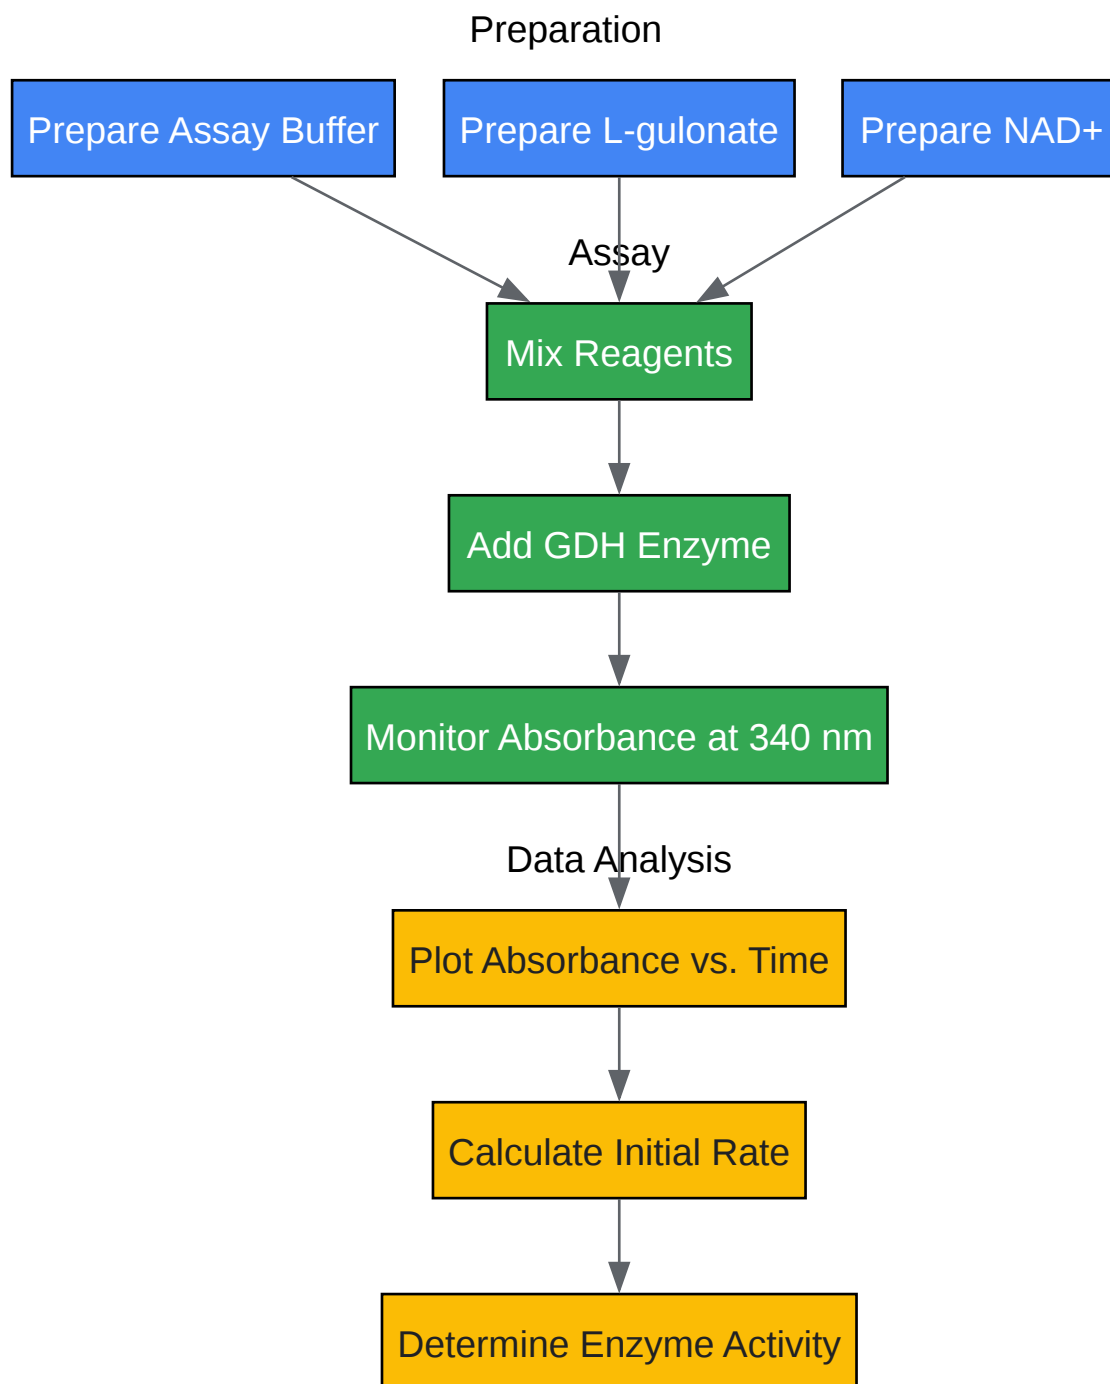 Preparation
Prepare Assay Buffer
Prepare L-gulonate
Prepare NAD+
Assay
Mix Reagents
Add GDH Enzyme
Monitor Absorbance at 340 nm
Data Analysis
Plot Absorbance vs. Time
Calculate Initial Rate
Determine Enzyme Activity